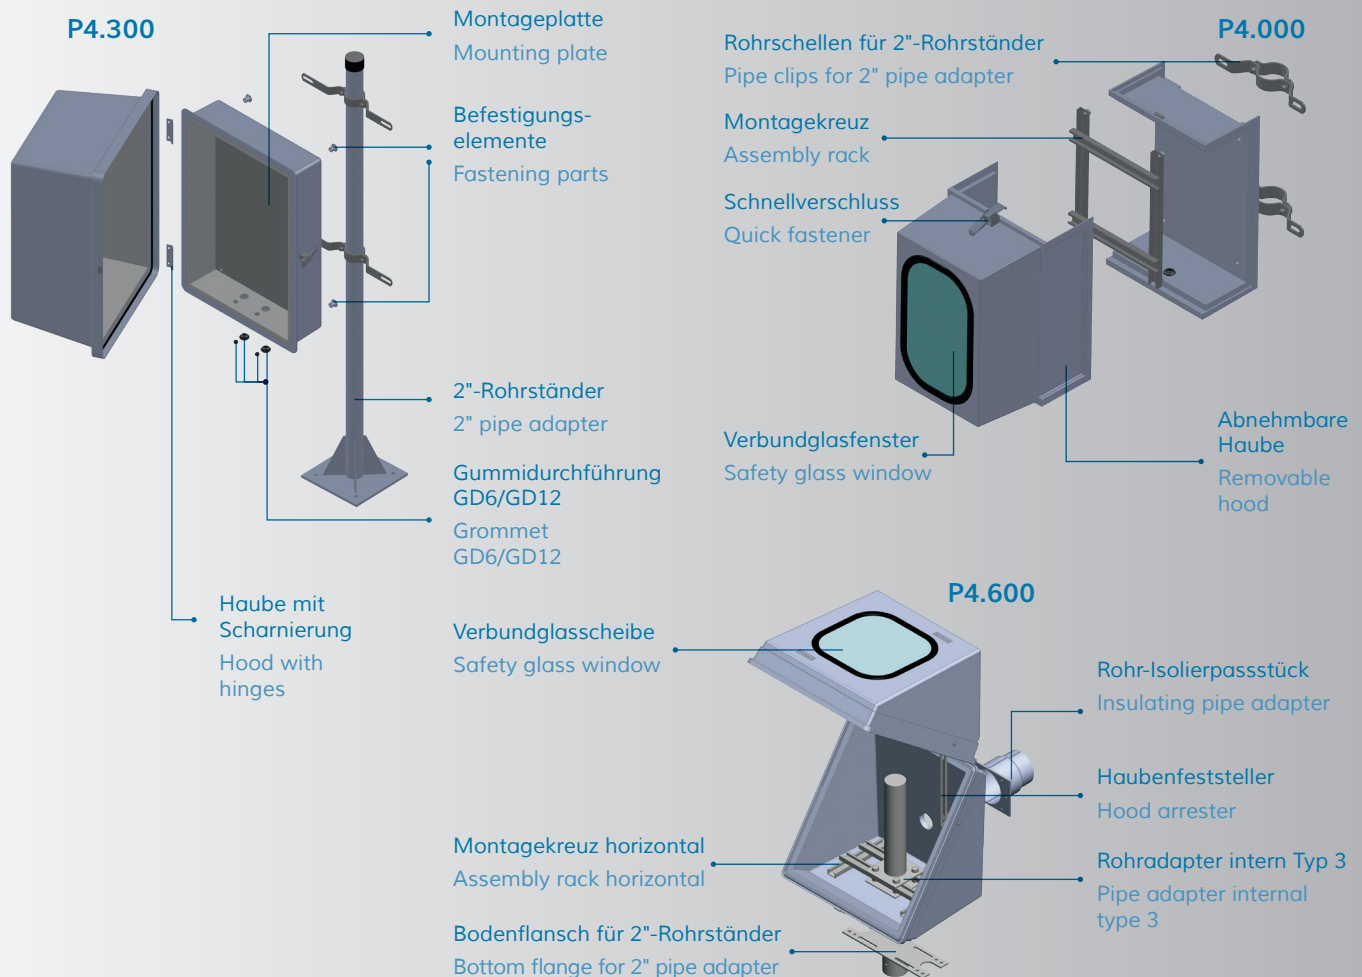 P4.300
Montageplatte
Mounting plate
Befestigungs-
elemente
Fastening parts
2"-Rohrständer
2" pipe adapter
Gummidurchführung
GD6/GD12
Grommet
GD6/GD12
Haube mit
Scharnierung
Hood with
hinges
P4.000
Rohrschellen für 2"-Rohrständer
Pipe clips for 2" pipe adapter
Montagekreuz
Assembly rack
Schnellverschluss
Quick fastener
Verbundglasfenster
Safety glass window
Abnehmbare
Haube
Removable
hood
P4.600
Verbundglasscheibe
Safety glass window
Rohr-Isolierpassstück
Insulating pipe adapter
Haubenfeststeller
Hood arrester
Montagekreuz horizontal
Assembly rack horizontal
Rohradapter intern Typ 3
Pipe adapter internal
type 3
Bodenflansch für 2"-Rohrständer
Bottom flange for 2" pipe adapter